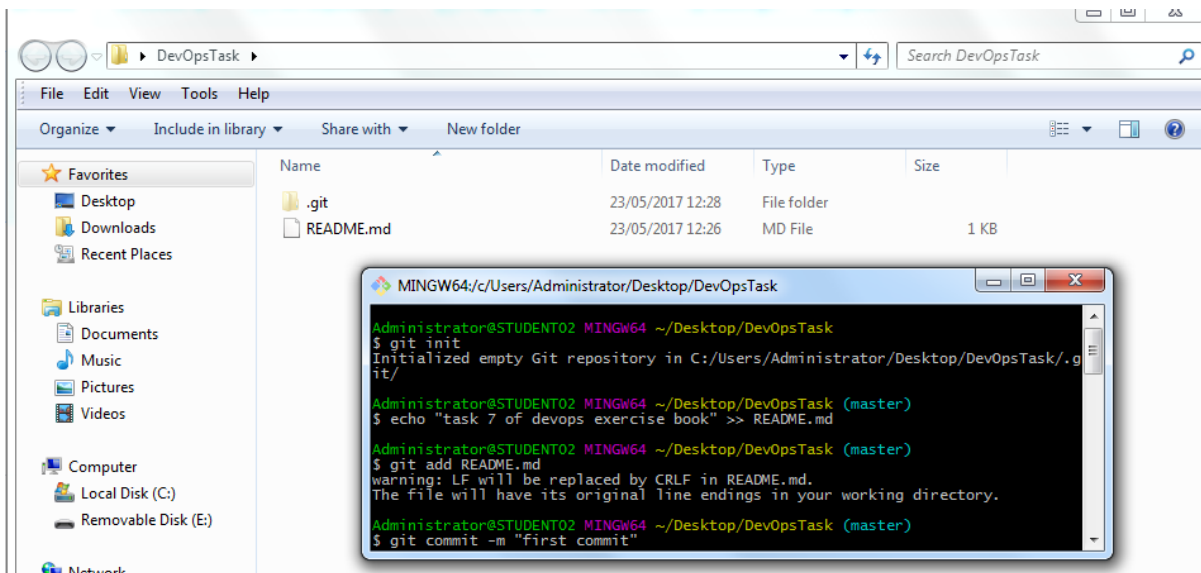 DevOpsTask
Search DevOpsTask
File Edit View Tools Help
Organize Include in library Share with New folder
Name Date modified Type Size
Favorites
Desktop
Downloads
Recent Places
Libraries
Documents
Music
Pictures
Videos
Computer
Local Disk (C:)
Removable Disk (E:)
Network
.git 23/05/2017 12:28 File folder
README.md 23/05/2017 12:26 MD File 1 KB
MINGW64:/c/Users/Administrator/Desktop/DevOpsTask
Administrator@STUDENT02 MINGW64 ~/Desktop/DevOpsTask
$ git init
Initialized empty Git repository in C:/Users/Administrator/Desktop/DevOpsTask/.g
it/
Administrator@STUDENT02 MINGW64 ~/Desktop/DevOpsTask (master)
$ echo "task 7 of devops exercise book" >> README.md
Administrator@STUDENT02 MINGW64 ~/Desktop/DevOpsTask (master)
$ git add README.md
warning: LF will be replaced by CRLF in README.md.
The file will have its original line endings in your working directory.
Administrator@STUDENT02 MINGW64 ~/Desktop/DevOpsTask (master)
$ git commit -m "first commit"